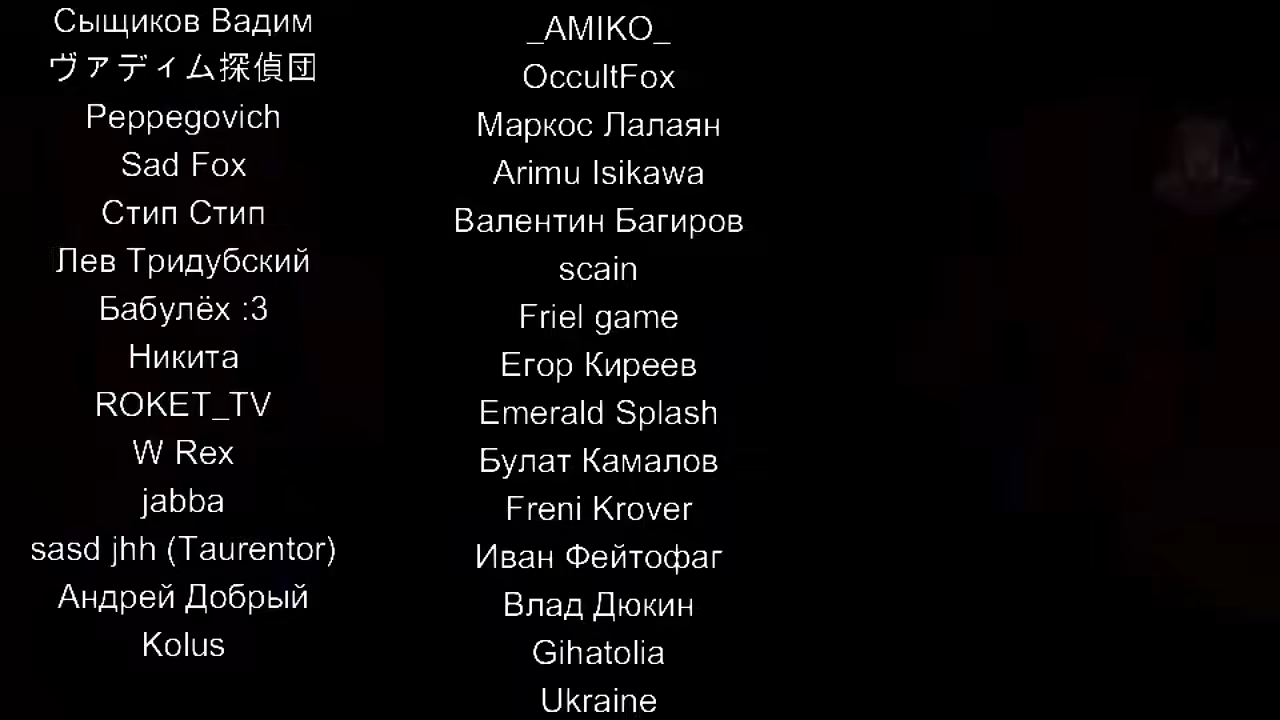 Сыщиков Вадим
ヴァディム探偵団
Peppegovich
Sad Fox
Стип Стип
Лев Тридубский
Бабулёх :3
Никита
ROKET_TV
W Rex
jabba
sasd jhh (Taurentor)
Андрей Добрый
Kolus
_AMIKO_
OccultFox
Маркос Лалаян
Arimu Isikawa
Валентин Багиров
scain
Friel game
Егор Киреев
Emerald Splash
Булат Камалов
Freni Krover
Иван Фейтофаг
Влад Дюкин
Gihatolia
Ukraine